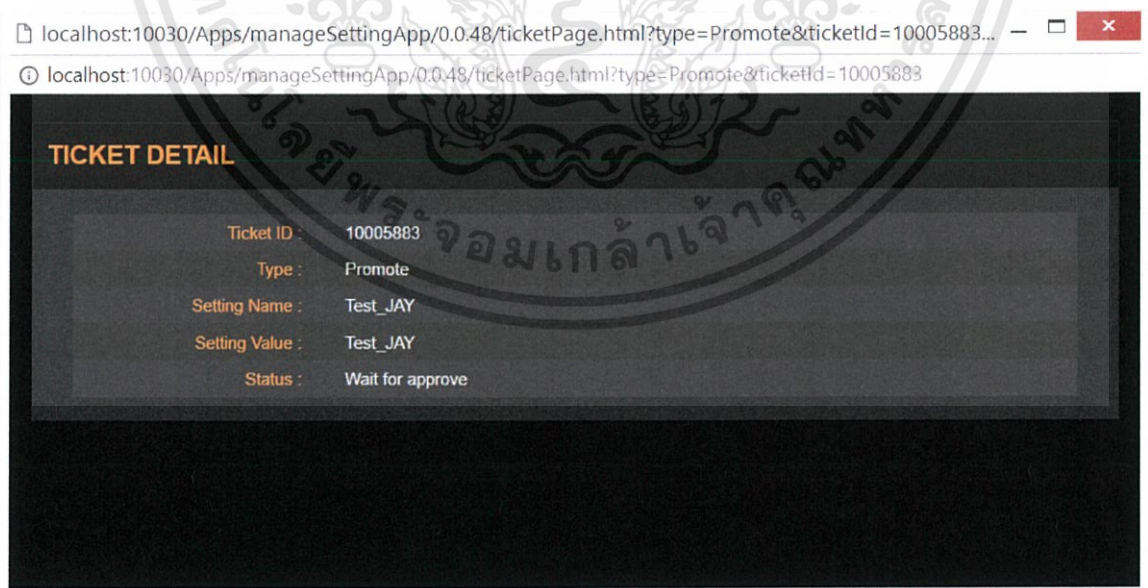 localhost:10030/Apps/manageSettingApp/0.0.48/ticketPage.html?type=Promote&ticketId=10005883...
localhost:10030/Apps/manageSettingApp/0.0.48/ticketPage.html?type=Promote&ticketId=10005883
TICKET DETAIL
Ticket ID : 10005883
Type : Promote
Setting Name : Test_JAY
Setting Value : Test_JAY
Status : Wait for approve
พระจอมเกล้าเจ้าคุณทห